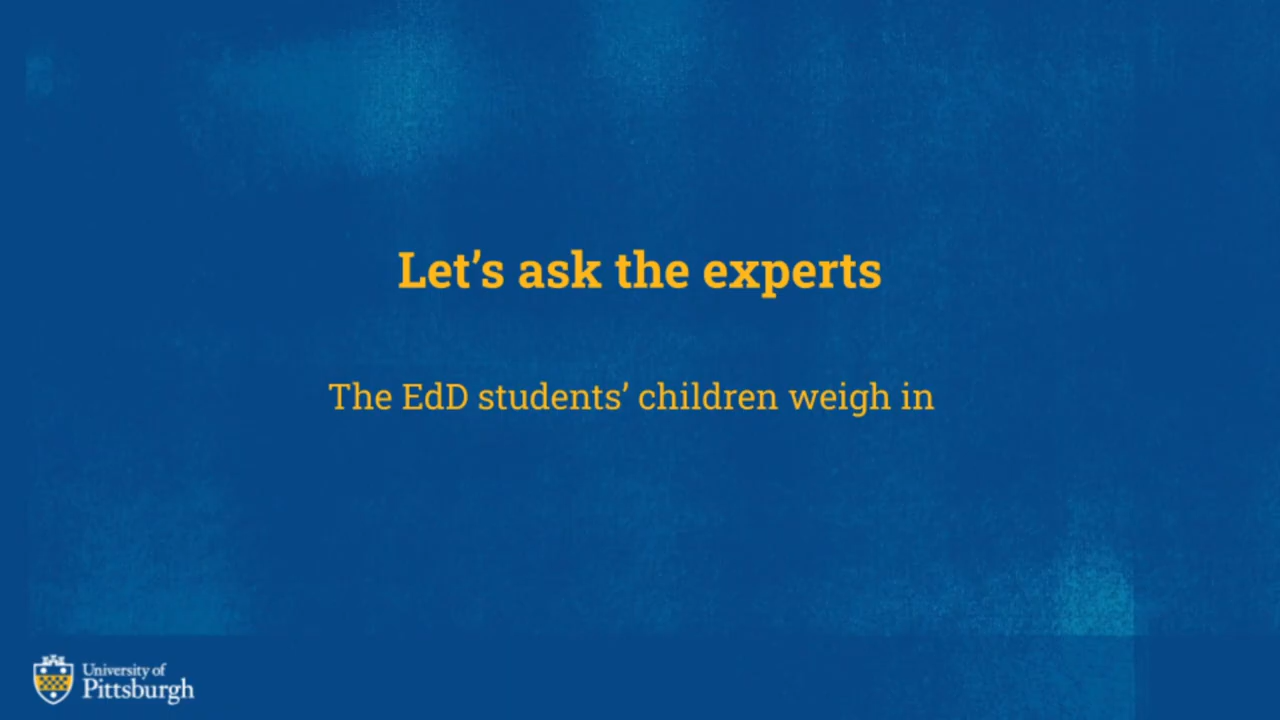 Let’s ask the experts
The EdD students’ children weigh in
University of
Pittsburgh